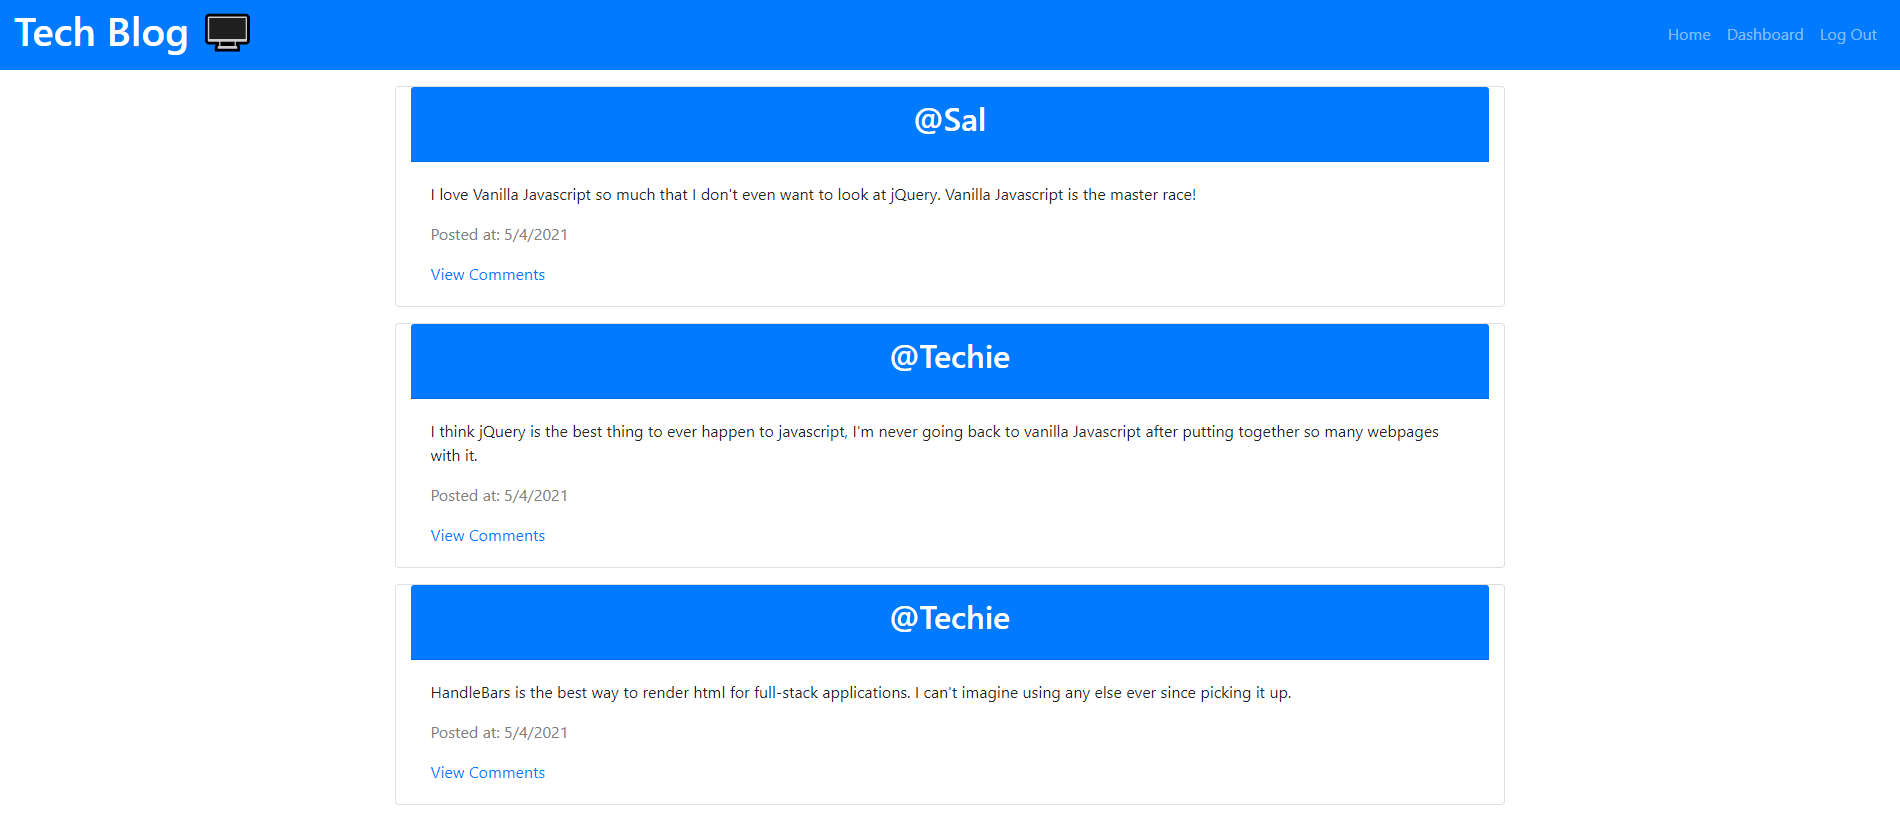 Tech Blog
Home Dashboard Log Out
@Sal
I love Vanilla Javascript so much that I don't even want to look at jQuery. Vanilla Javascript is the master race!
Posted at: 5/4/2021
View Comments
@Techie
I think jQuery is the best thing to ever happen to javascript, I'm never going back to vanilla Javascript after putting together so many webpages
with it.
Posted at: 5/4/2021
View Comments
@Techie
HandleBars is the best way to render html for full-stack applications. I can't imagine using any else ever since picking it up.
Posted at: 5/4/2021
View Comments